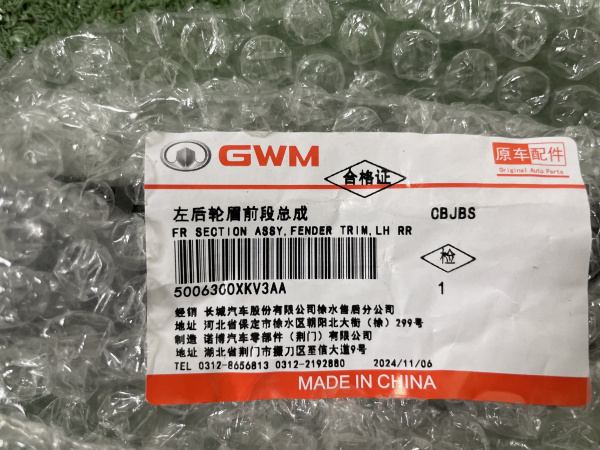 GWM
合格证
原车配件
Original Auto Parts
左后轮眉前段总成
CBJBS
FR SECTION ASSY,FENDER TRIM,LH RR
检
5006300XKV3AA
1
经销 长城汽车股份有限公司徐水售后分公司
地址 河北省保定市徐水区朝阳北大街（徐）299号
制造 诺博汽车零部件（荆门）有限公司
地址 湖北省荆门市掇刀区至信大道9号
TEL 0312-8656813 0312-2192880
2024/11/06
MADE IN CHINA